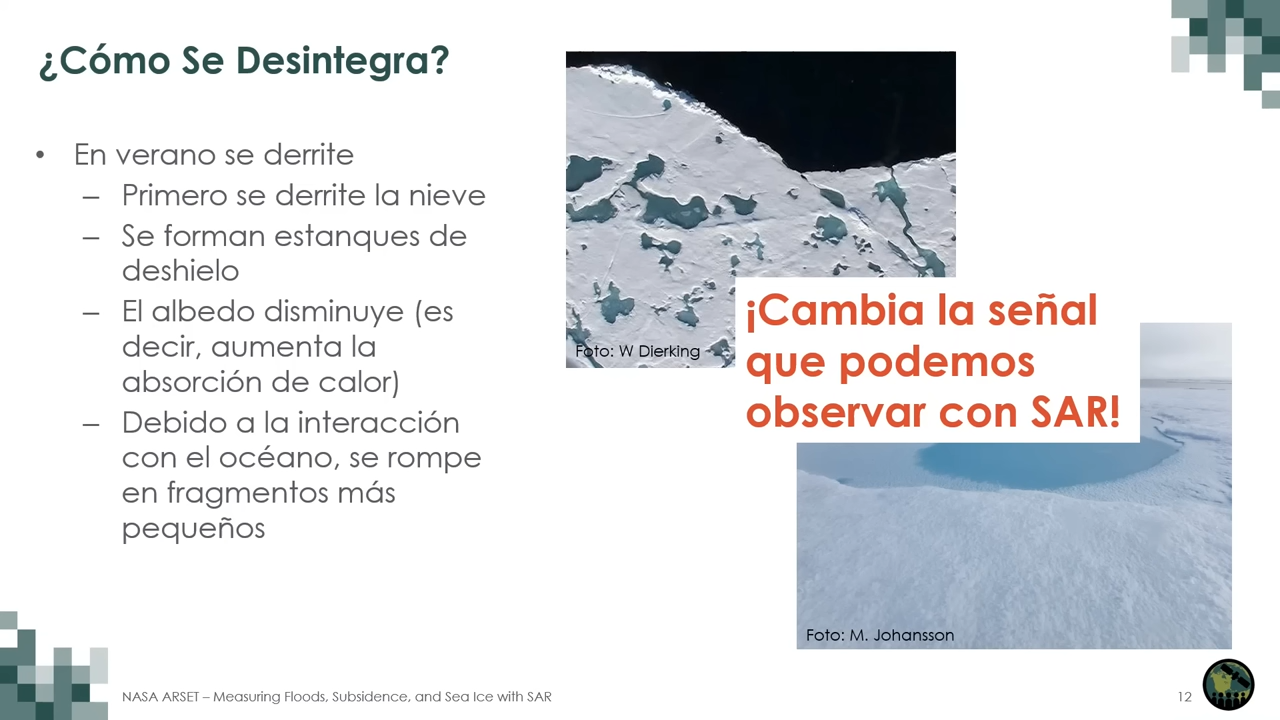 ¿Cómo Se Desintegra?
• En verano se derrite
– Primero se derrite la nieve
– Se forman estanques de
deshielo
– El albedo disminuye (es
decir, aumenta la
absorción de calor)
– Debido a la interacción
con el océano, se rompe
en fragmentos más
pequeños
Foto: W Dierking
¡Cambia la señal
que podemos
observar con SAR!
Foto: M. Johansson
NASA ARSET – Measuring Floods, Subsidence, and Sea Ice with SAR
12